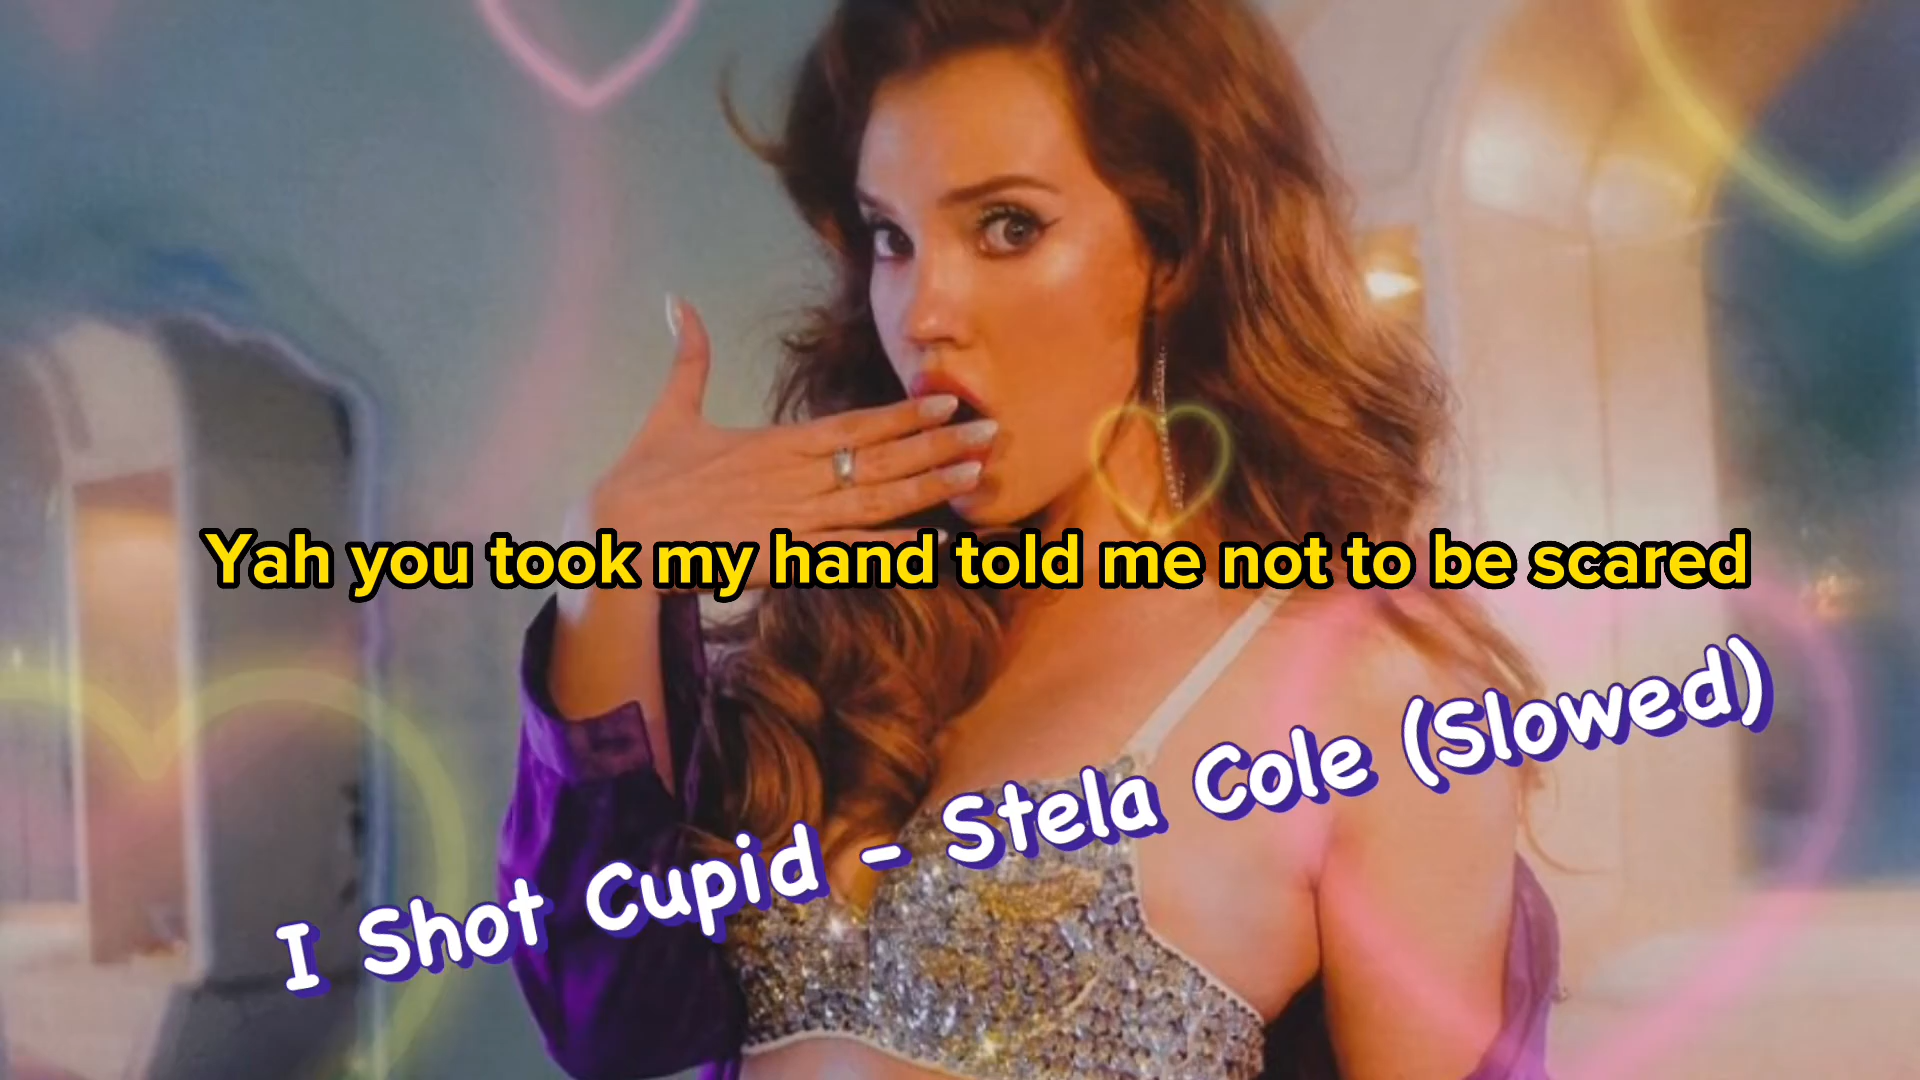 Yah you took my hand told me not to be scared
I Shot Cupid - Stela Cole (Slowed)